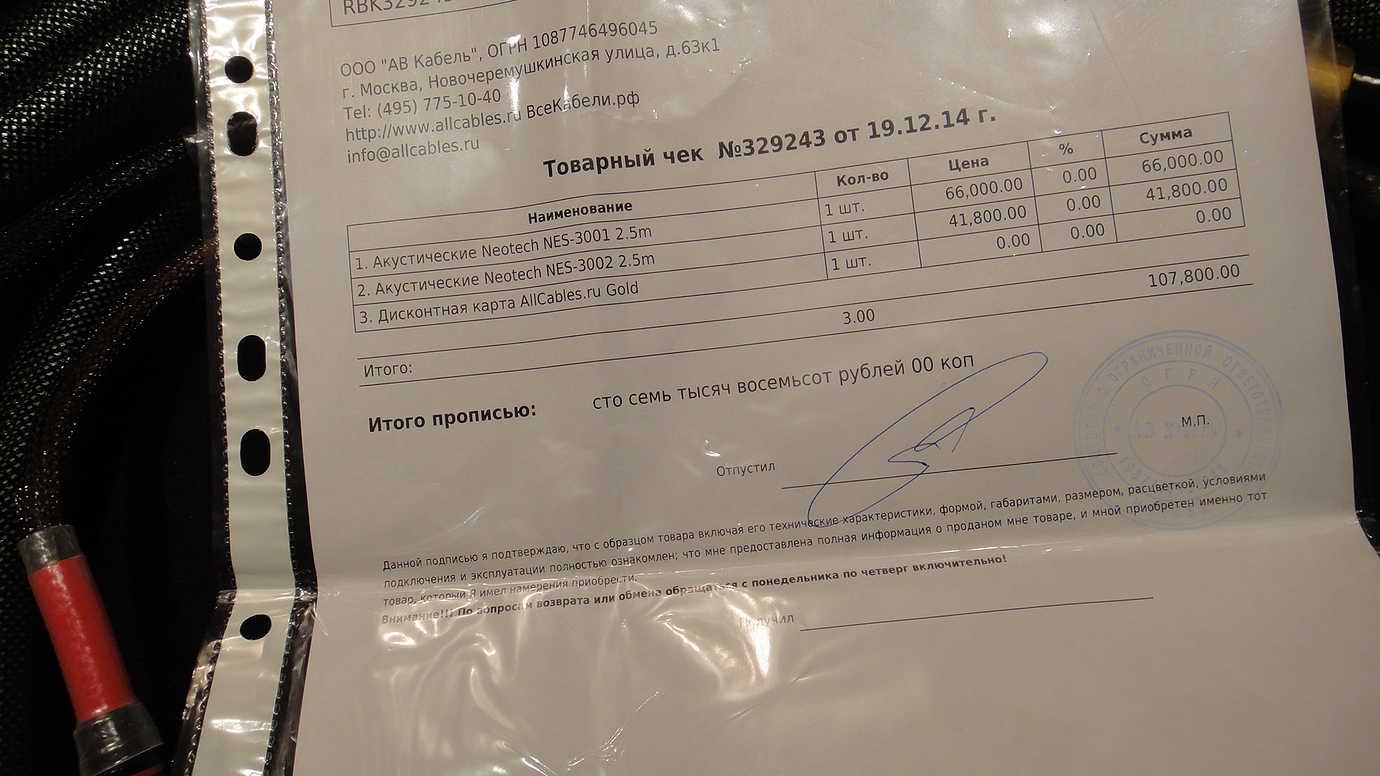 RBK329243
ООО "АВ Кабель", ОГРН 1087746496045
г. Москва, Новочеремушкинская улица, д.63к1
Tel: (495) 775-10-40
http://www.allcables.ru ВсеКабели.рф
info@allcables.ru
Товарный чек №329243 от 19.12.14 г.
Наименование Кол-во Цена % Сумма
1. Акустические Neotech NES-3001 2.5m 1 шт. 66,000.00 0.00 66,000.00
2. Акустические Neotech NES-3002 2.5m 1 шт. 41,800.00 0.00 41,800.00
3. Дисконтная карта AllCables.ru Gold 1 шт. 0.00 0.00 0.00
Итого: 3.00 107,800.00
Итого прописью: сто семь тысяч восемьсот рублей 00 коп
Отпустил М.П.
С ОГРАНИЧЕННОЙ
ОГРН
АВ
Данной подписью я подтверждаю, что с образцом товара включая его технические характеристики, формой, габаритами, размером, расцветкой, условиями
подключения и эксплуатации полностью ознакомлен; что мне предоставлена полная информация о проданом мне товаре, и мной приобретен именно тот
товар, который Я имел намерения приобрести.
Внимание!!! По вопросам возврата или обмена обращаться с понедельника по четверг включительно!
Получил